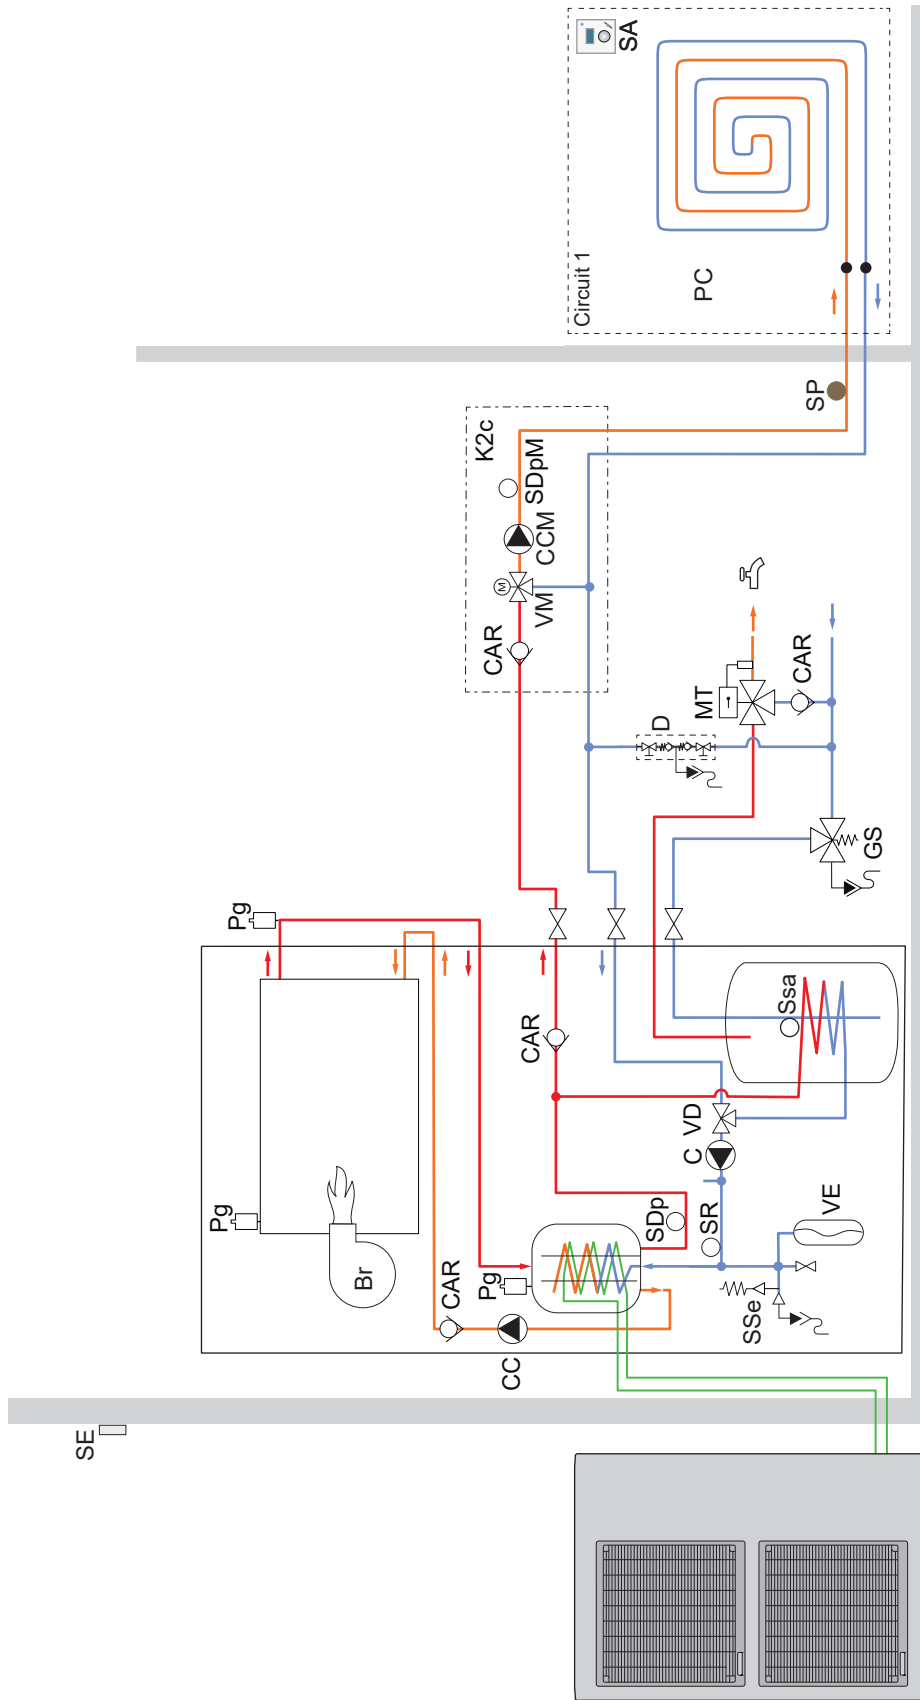 SE
Pg
Pg
Br
CAR
CC
Pg
SDp
SR
SSe
VE
C
VD
CAR
Ssa
CAR
VM
M
CCM
SDpM
K2c
D
MT
CAR
GS
SP
Circuit 1
PC
SA